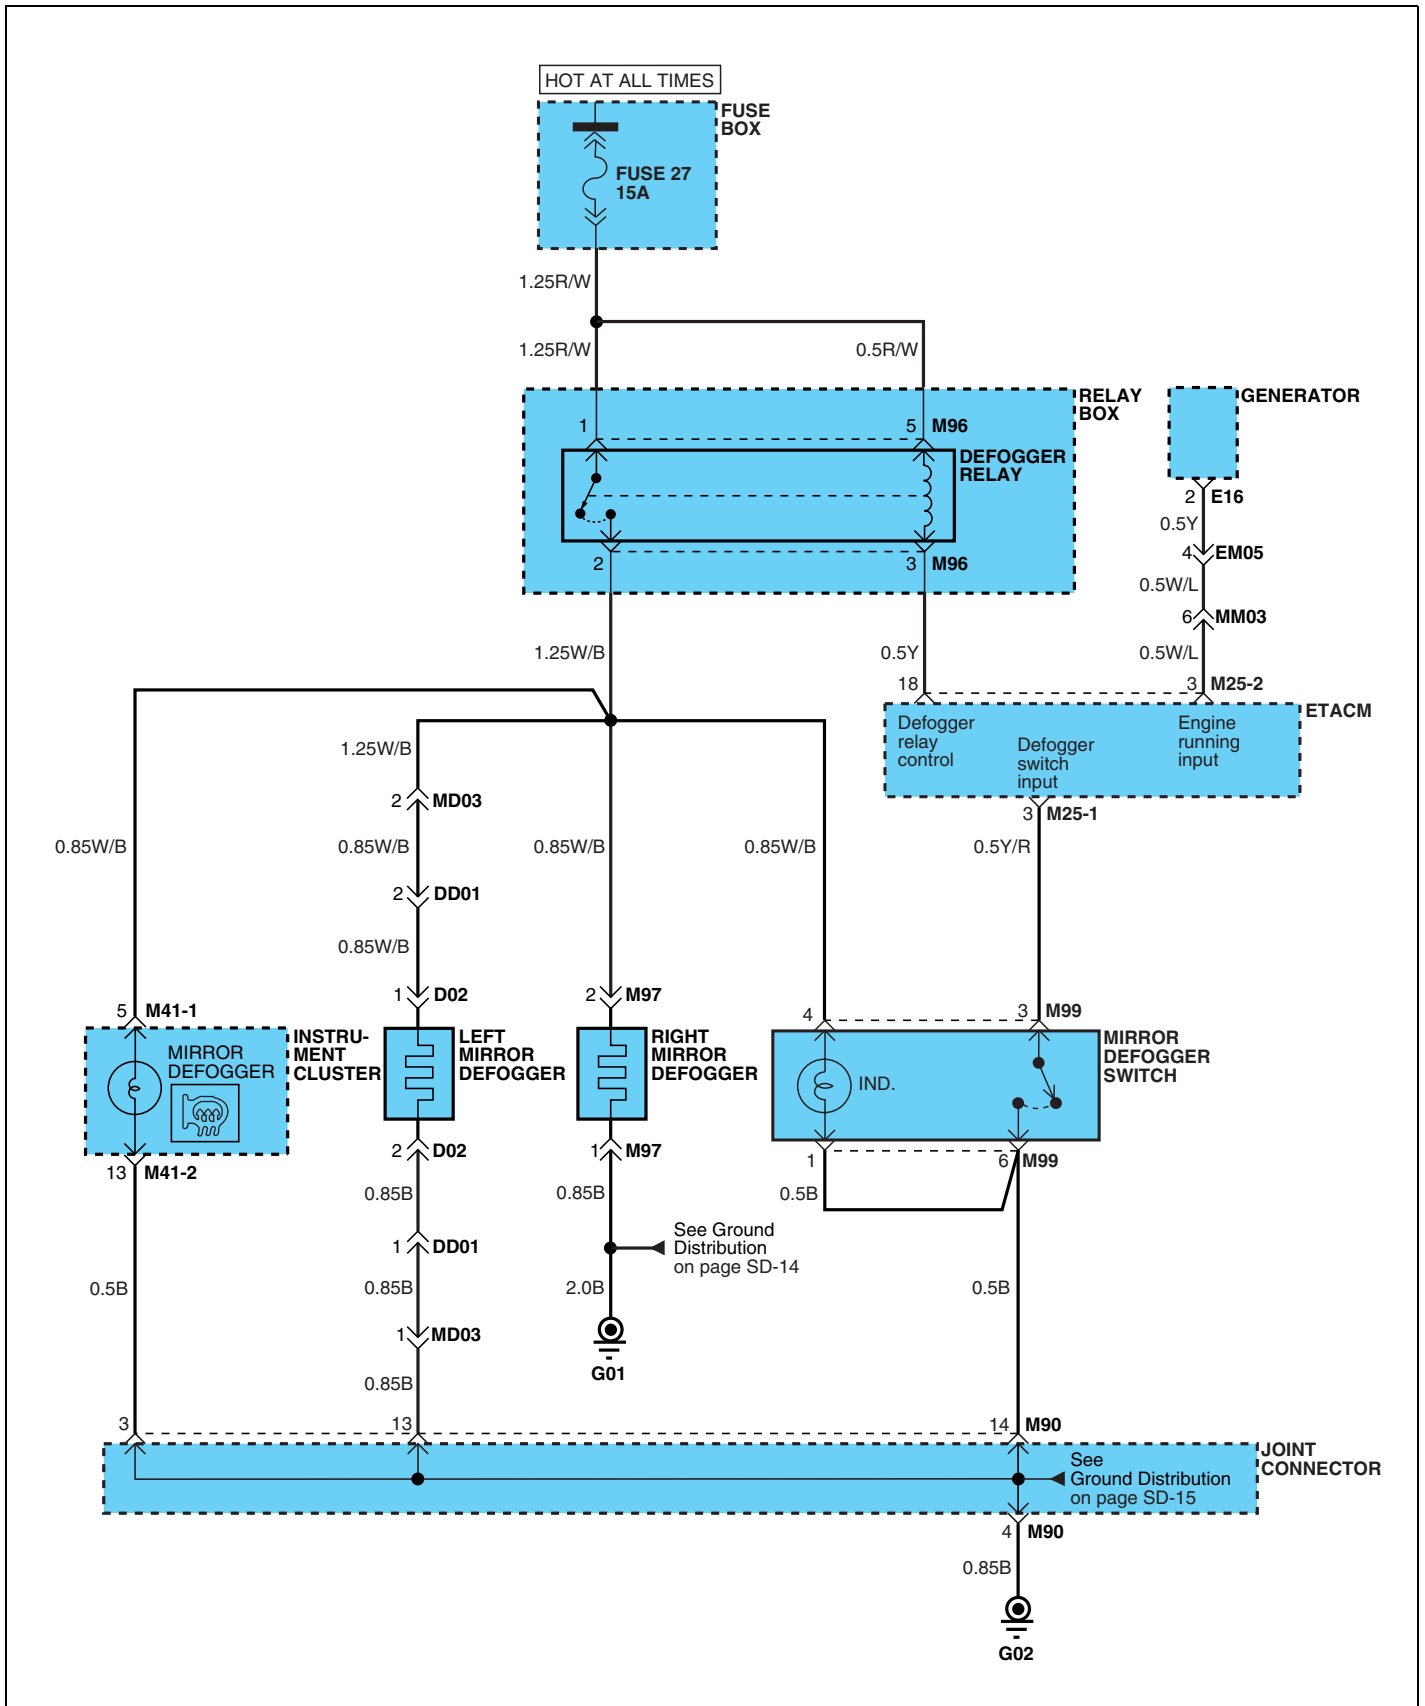 HOT AT ALL TIMES
FUSE
BOX
FUSE 27
15A
1.25R/W
1.25R/W
0.5R/W
RELAY
BOX
GENERATOR
1
5
M96
DEFOGGER
RELAY
2
E16
0.5Y
4
EM05
2
3
M96
0.5W/L
6
MM03
1.25W/B
0.5Y
0.5W/L
18
3
M25-2
ETACM
Defogger
relay
control
Defogger
switch
input
Engine
running
input
1.25W/B
2
MD03
3
M25-1
0.85W/B
0.85W/B
0.85W/B
0.85W/B
0.5Y/R
2
DD01
0.85W/B
1
D02
2
M97
5
M41-1
4
3
M99
MIRROR
DEFOGGER
INSTRU-
MENT
CLUSTER
LEFT
MIRROR
DEFOGGER
RIGHT
MIRROR
DEFOGGER
IND.
MIRROR
DEFOGGER
SWITCH
2
D02
1
M97
13
M41-2
1
6
M99
0.85B
0.85B
0.5B
See Ground
Distribution
on page SD-14
1
DD01
0.5B
0.85B
2.0B
0.5B
1
MD03
G01
0.85B
3
13
14
M90
JOINT
CONNECTOR
See
Ground Distribution
on page SD-15
4
M90
0.85B
G02